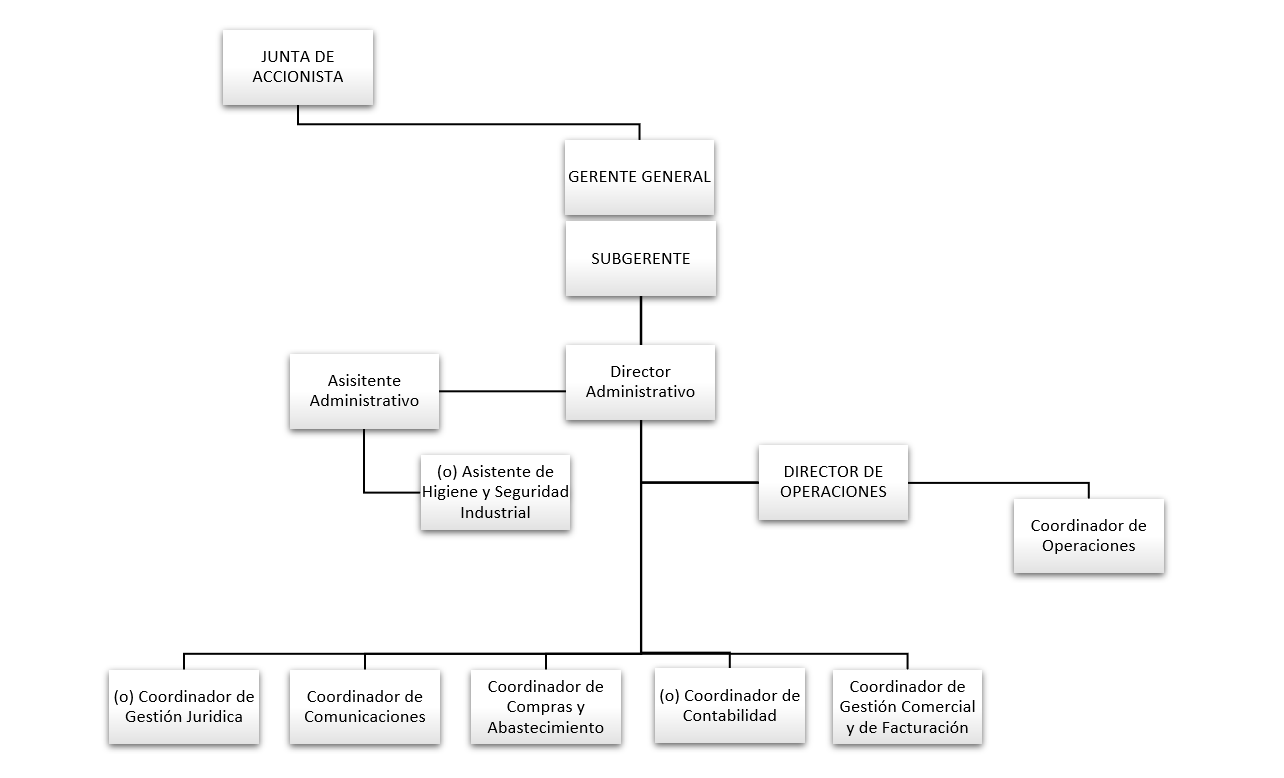 JUNTA DE
ACCIONISTA
GERENTE GENERAL
SUBGERENTE
Director
Administrativo
Asisitente
Administrativo
(o) Asistente de
Higiene y Seguridad
Industrial
DIRECTOR DE
OPERACIONES
Coordinador de
Operaciones
(o) Coordinador de
Gestión Juridica
Coordinador de
Comunicaciones
Coordinador de
Compras y
Abastecimiento
(o) Coordinador de
Contabilidad
Coordinador de
Gestión Comercial
y de Facturación